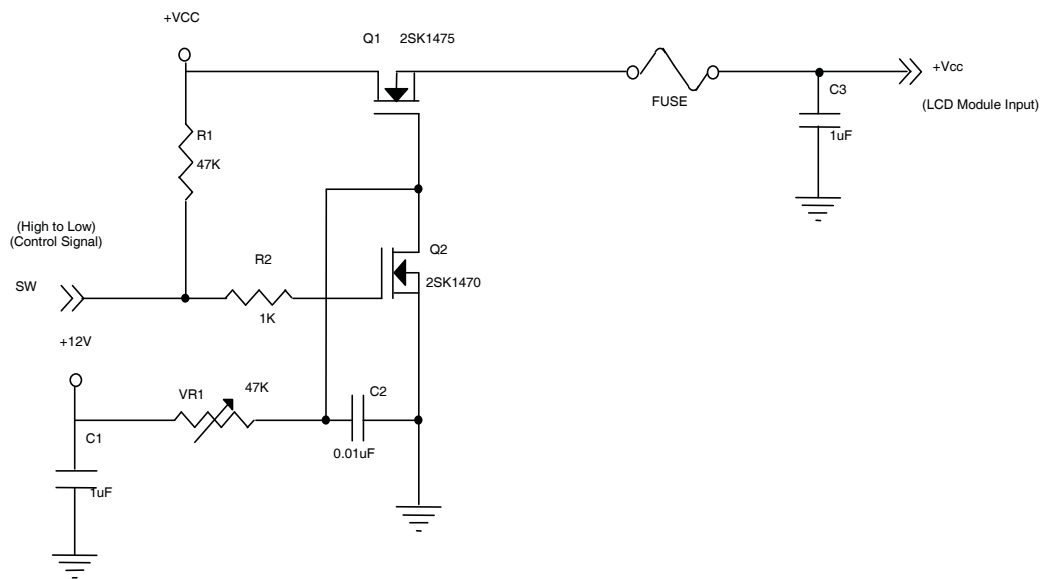 +VCC
Q1 2SK1475
FUSE
+Vcc
(LCD Module Input)
C3
1uF
R1
47K
(High to Low)
(Control Signal)
SW
R2
1K
Q2
2SK1470
+12V
VR1
47K
C2
0.01uF
C1
1uF